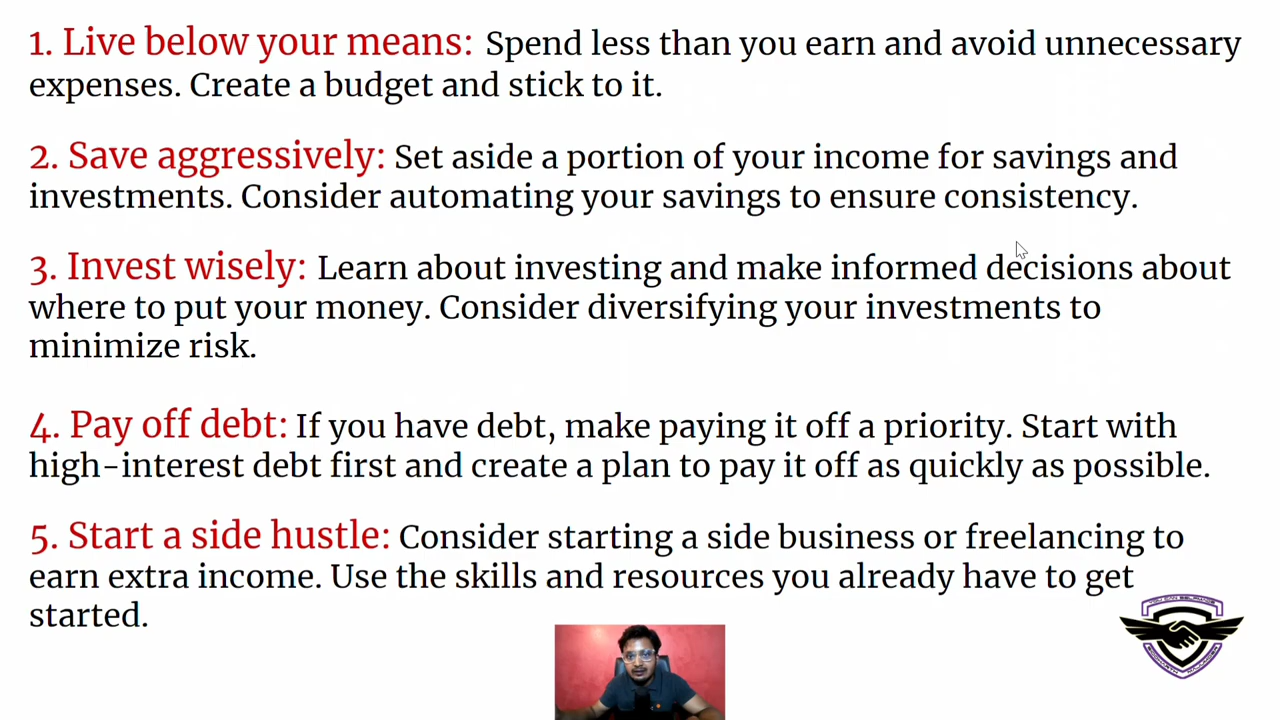 1. Live below your means: Spend less than you earn and avoid unnecessary
expenses. Create a budget and stick to it.
2. Save aggressively: Set aside a portion of your income for savings and
investments. Consider automating your savings to ensure consistency.
3. Invest wisely: Learn about investing and make informed decisions about
where to put your money. Consider diversifying your investments to
minimize risk.
4. Pay off debt: If you have debt, make paying it off a priority. Start with
high-interest debt first and create a plan to pay it off as quickly as possible.
5. Start a side hustle: Consider starting a side business or freelancing to
earn extra income. Use the skills and resources you already have to get
started.